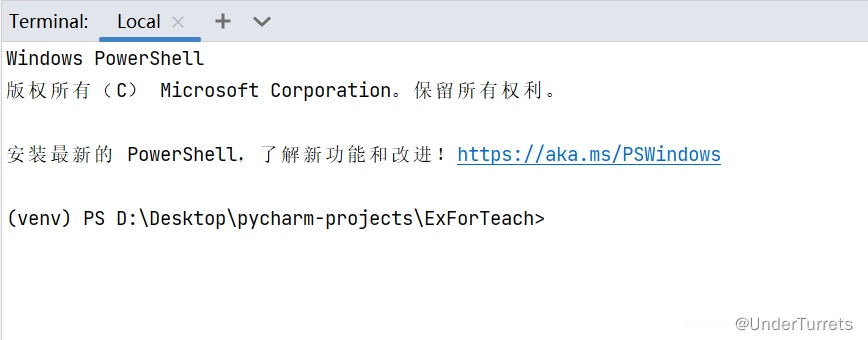 Terminal: Local
Windows PowerShell
版权所有（C） Microsoft Corporation。保留所有权利。
安装最新的 PowerShell，了解新功能和改进！https://aka.ms/PSWindows
(venv) PS D:\Desktop\pycharm-projects\ExForTeach>
@UnderTurrets